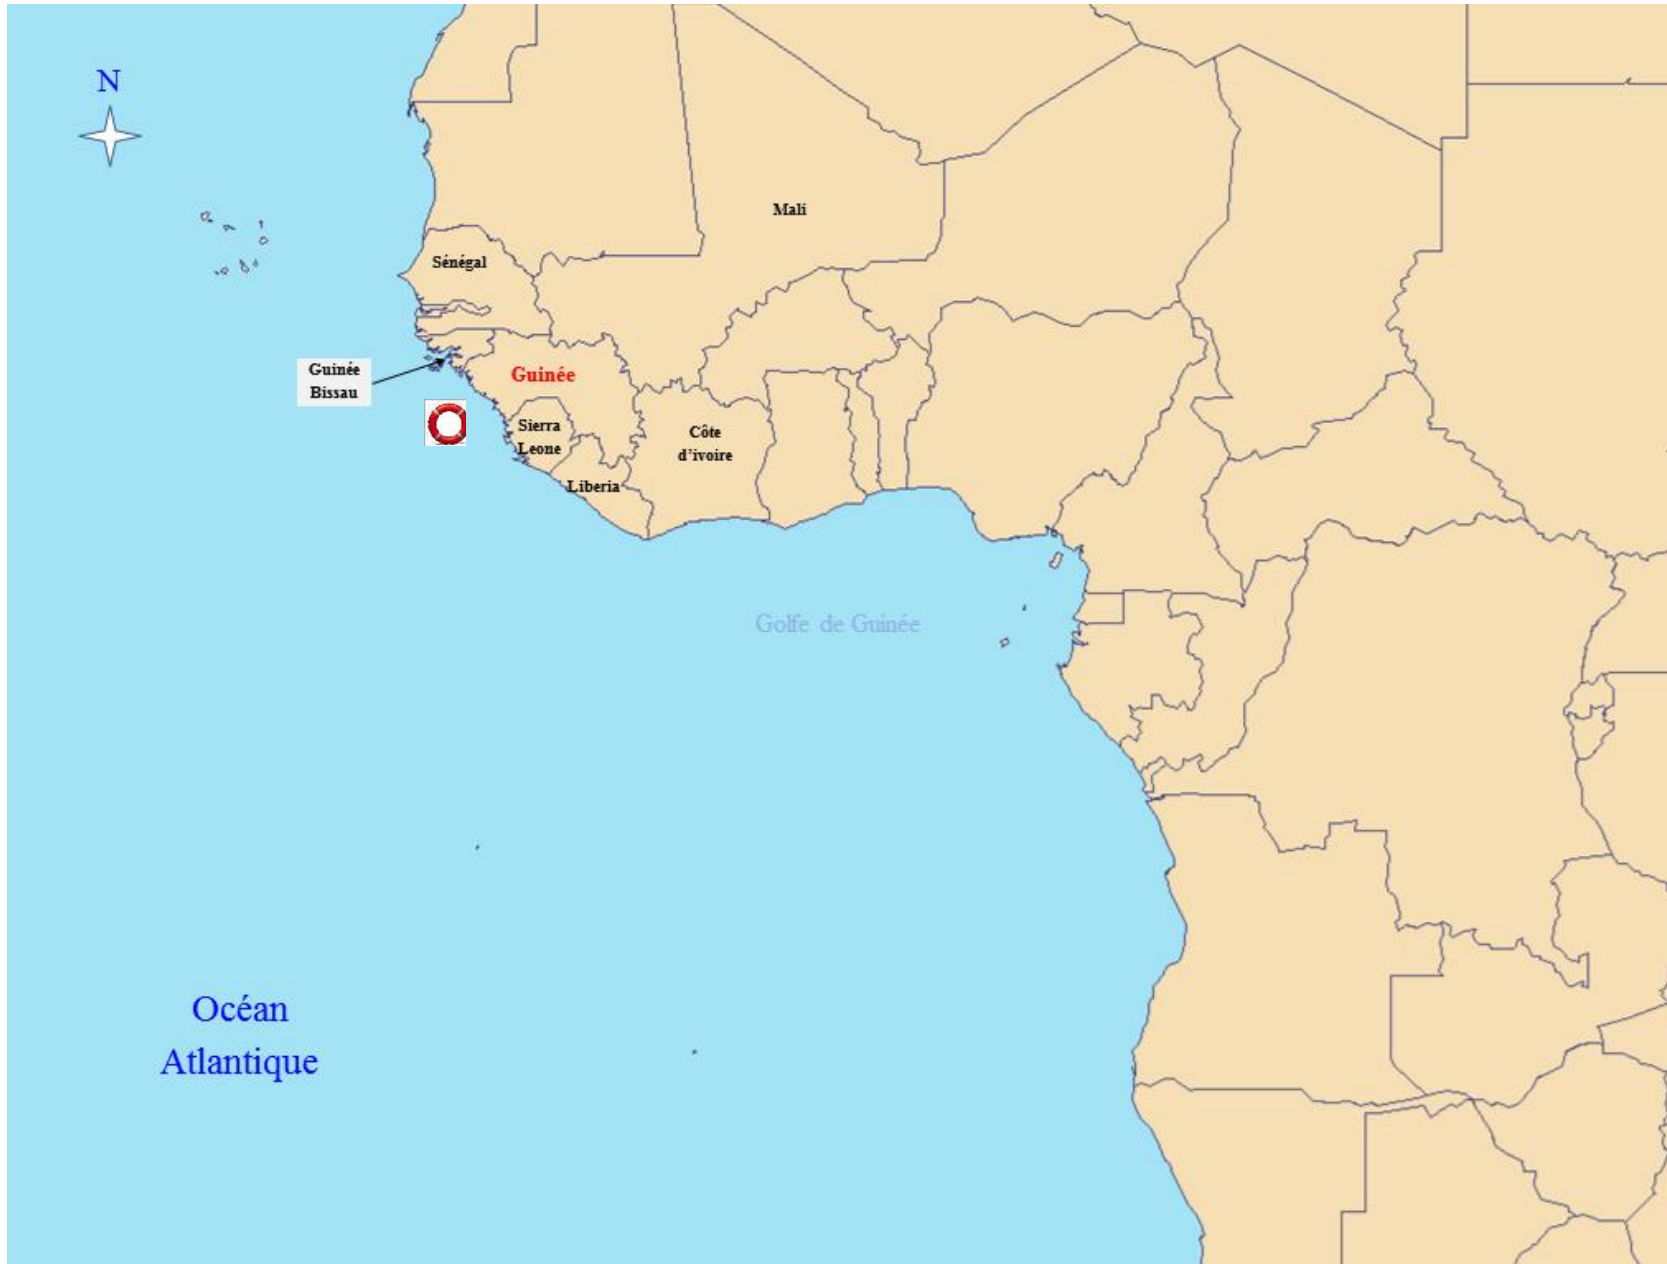 N
Mali
Sénégal
Guinée
Bissau
Guinée
Sierra
Leone
Côte
d'ivoire
Liberia
Golfe de Guinée
Océan
Atlantique